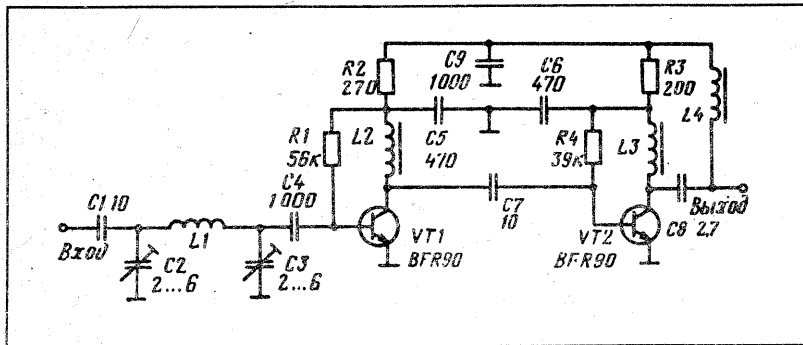 R2
270
C9
1000
C6
470
R3
200
L4
R1
56к
L2
C5
470
R4
39к
L3
C1 10
C4
1000
C7
10
Вход
L1
C2
2...6
C3
2...6
VT1
BFR90
VT2
BFR90
C8
2,7
Выход